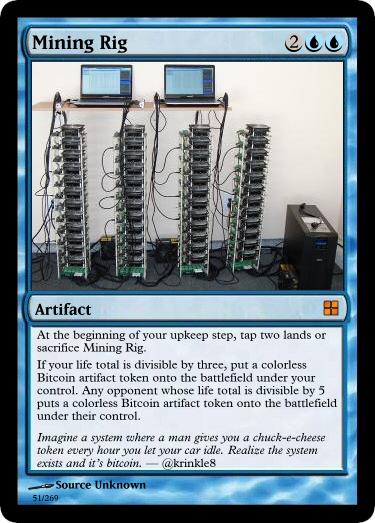 Mining Rig 2
Artifact
At the beginning of your upkeep step, tap two lands or
sacrifice Mining Rig.
If your life total is divisible by three, put a colorless
Bitcoin artifact token onto the battlefield under your
control. Any opponent whose life total is divisible by 5
puts a colorless Bitcoin artifact token onto the battlefield
under their control.
Imagine a system where a man gives you a chuck-e-cheese
token every hour you let your car idle. Realize the system
exists and it's bitcoin. — @krinkle8
Source Unknown
51/269